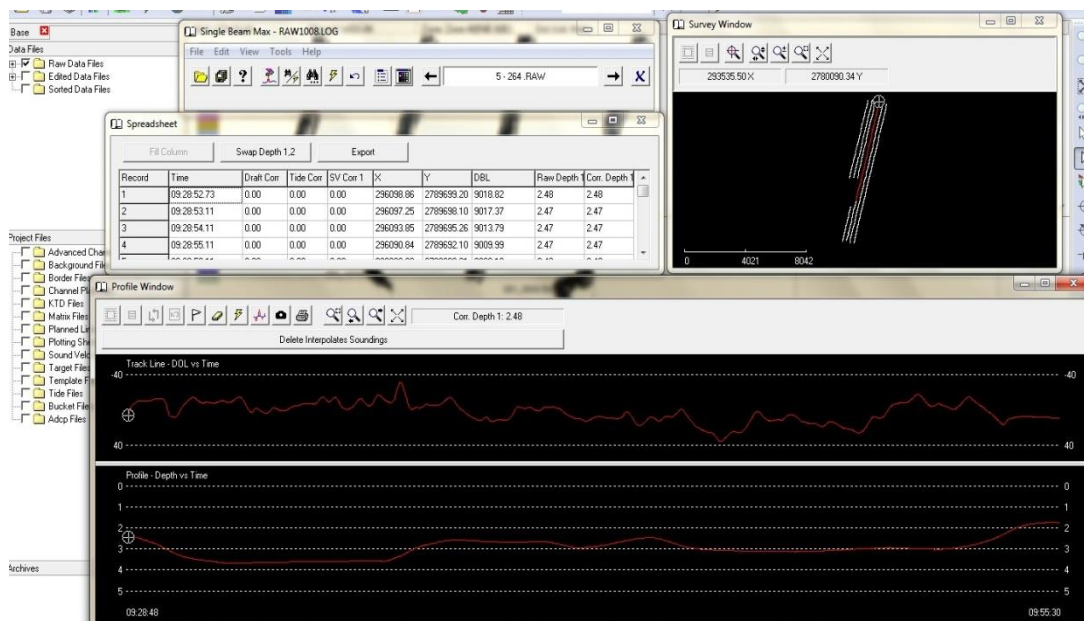 Base
Data Files
Raw Data Files
Edited Data Files
Sorted Data Files
Single Beam Max - RAW1008.LOG
File Edit View Tools Help
5 - 264 .RAW
Survey Window
293535.50 X 2780090.34 Y
0 4021 8042
Spreadsheet
Fill Column Swap Depth 1,2 Export
Record Time Draft Corr Tide Corr SV Corr 1 X Y DBL Raw Depth 1 Corr. Depth 1
1 09:28:52.73 0.00 0.00 0.00 296098.86 2789699.20 9018.82 2.48 2.48
2 09:28:53.11 0.00 0.00 0.00 296097.25 2789698.10 9017.37 2.47 2.47
3 09:28:54.11 0.00 0.00 0.00 296093.85 2789695.26 9013.79 2.47 2.47
4 09:28:55.11 0.00 0.00 0.00 296090.84 2789692.10 9009.99 2.47 2.47
Project Files
Advanced Chan
Background File
Border Files
Channel Pl
KTD Files
Matrix Files
Planned Lin
Plotting She
Sound Velo
Target Files
Template F
Tide Files
Bucket File
Adcp Files
Archives
Profile Window
Corr. Depth 1: 2.48
Delete Interpolates Soundings
Track Line - DOL vs Time
-40 -40
40 40
Profile - Depth vs Time
0 0
1 1
2 2
3 3
4 4
5 5
09:28:48 09:55:30